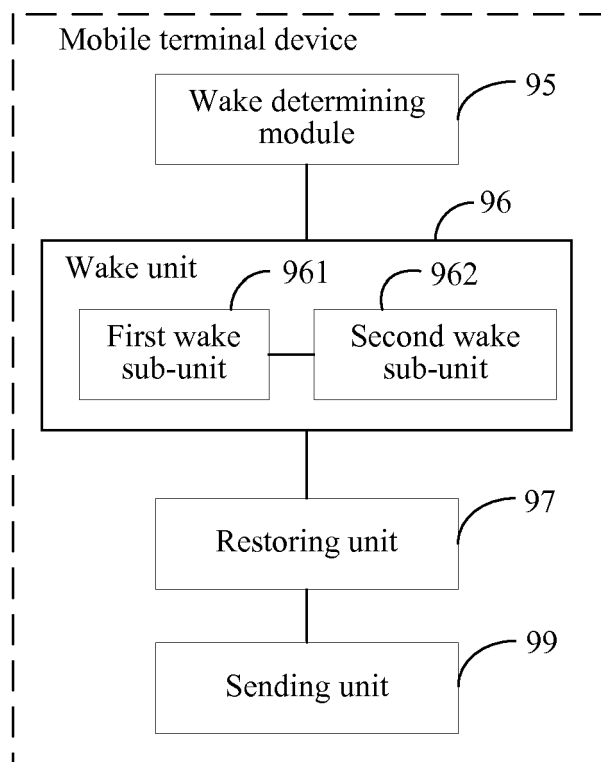 Mobile terminal device
Wake determining
module
95
96
Wake unit
961
962
First wake
sub-unit
Second wake
sub-unit
97
Restoring unit
99
Sending unit